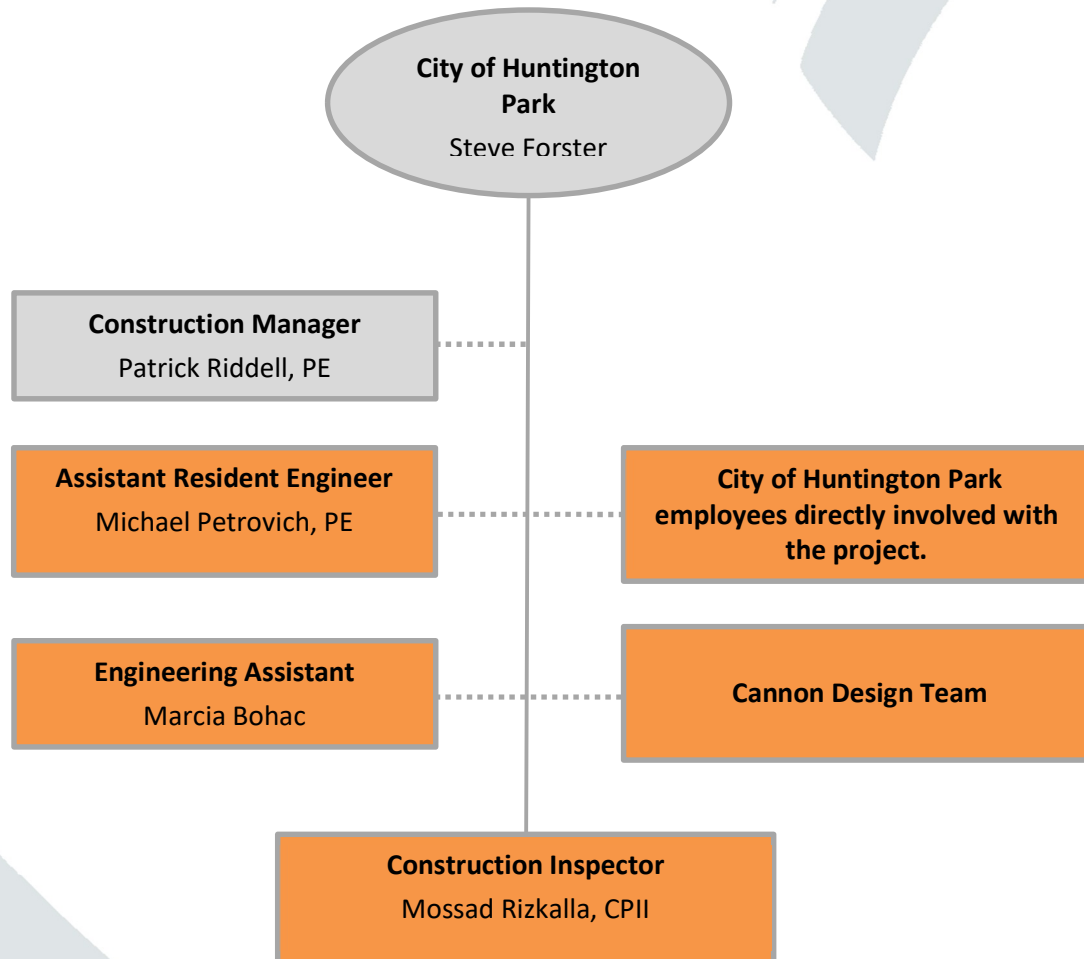 City of Huntington
Park
Steve Forster
Construction Manager
Patrick Riddell, PE
Assistant Resident Engineer
Michael Petrovich, PE
City of Huntington Park
employees directly involved with
the project.
Engineering Assistant
Marcia Bohac
Cannon Design Team
Construction Inspector
Mossad Rizkalla, CPII